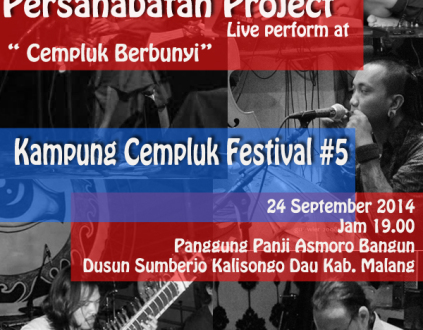 Persahabatan Project
Live perform at
“ Cempluk Berbunyi”
Kampung Cempluk Festival #5
24 September 2014
Jam 19.00
Panggung Panji Asmoro Bangun
Dusun Sumberjo Kalisongo Dau Kab. Malang